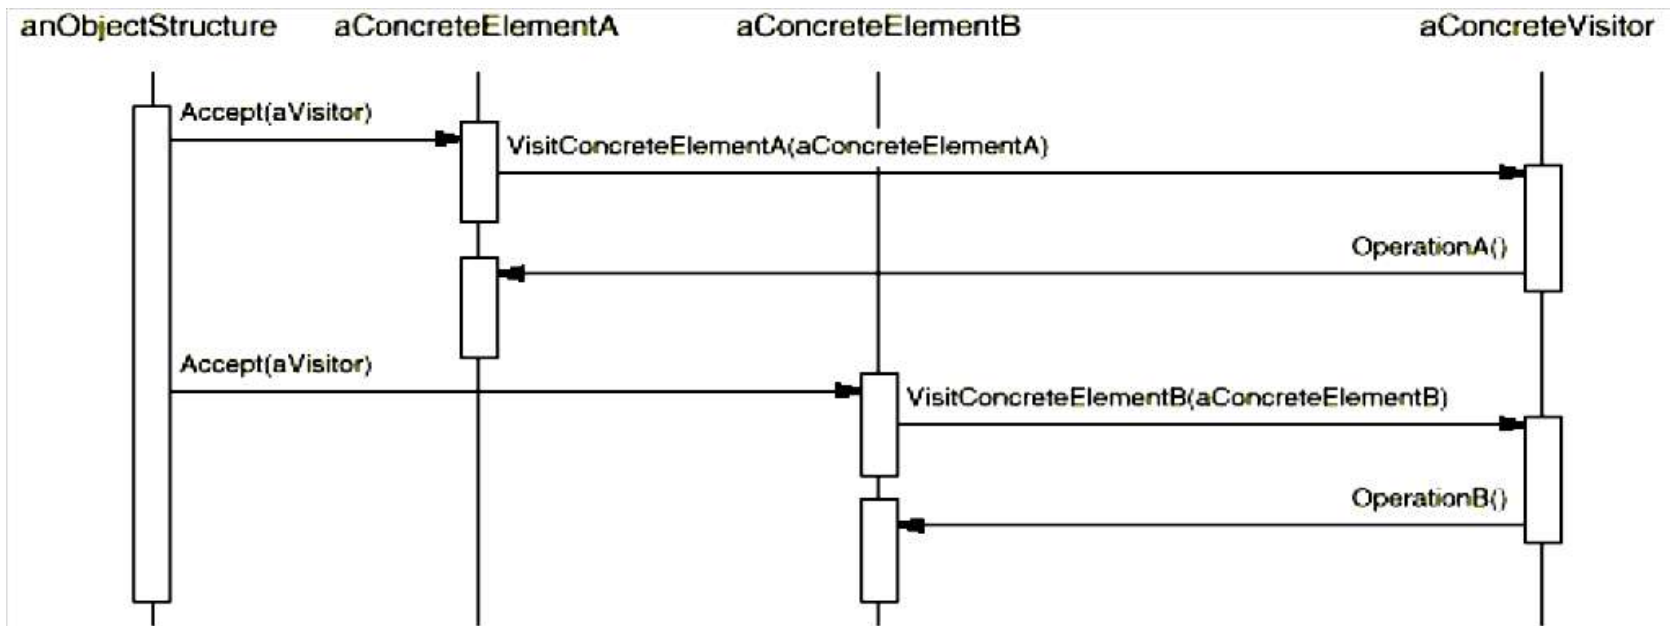 anObjectStructure aConcreteElementA aConcreteElementB aConcreteVisitor
Accept(aVisitor)
VisitConcreteElementA(aConcreteElementA)
OperationA()
Accept(aVisitor)
VisitConcreteElementB(aConcreteElementB)
OperationB()